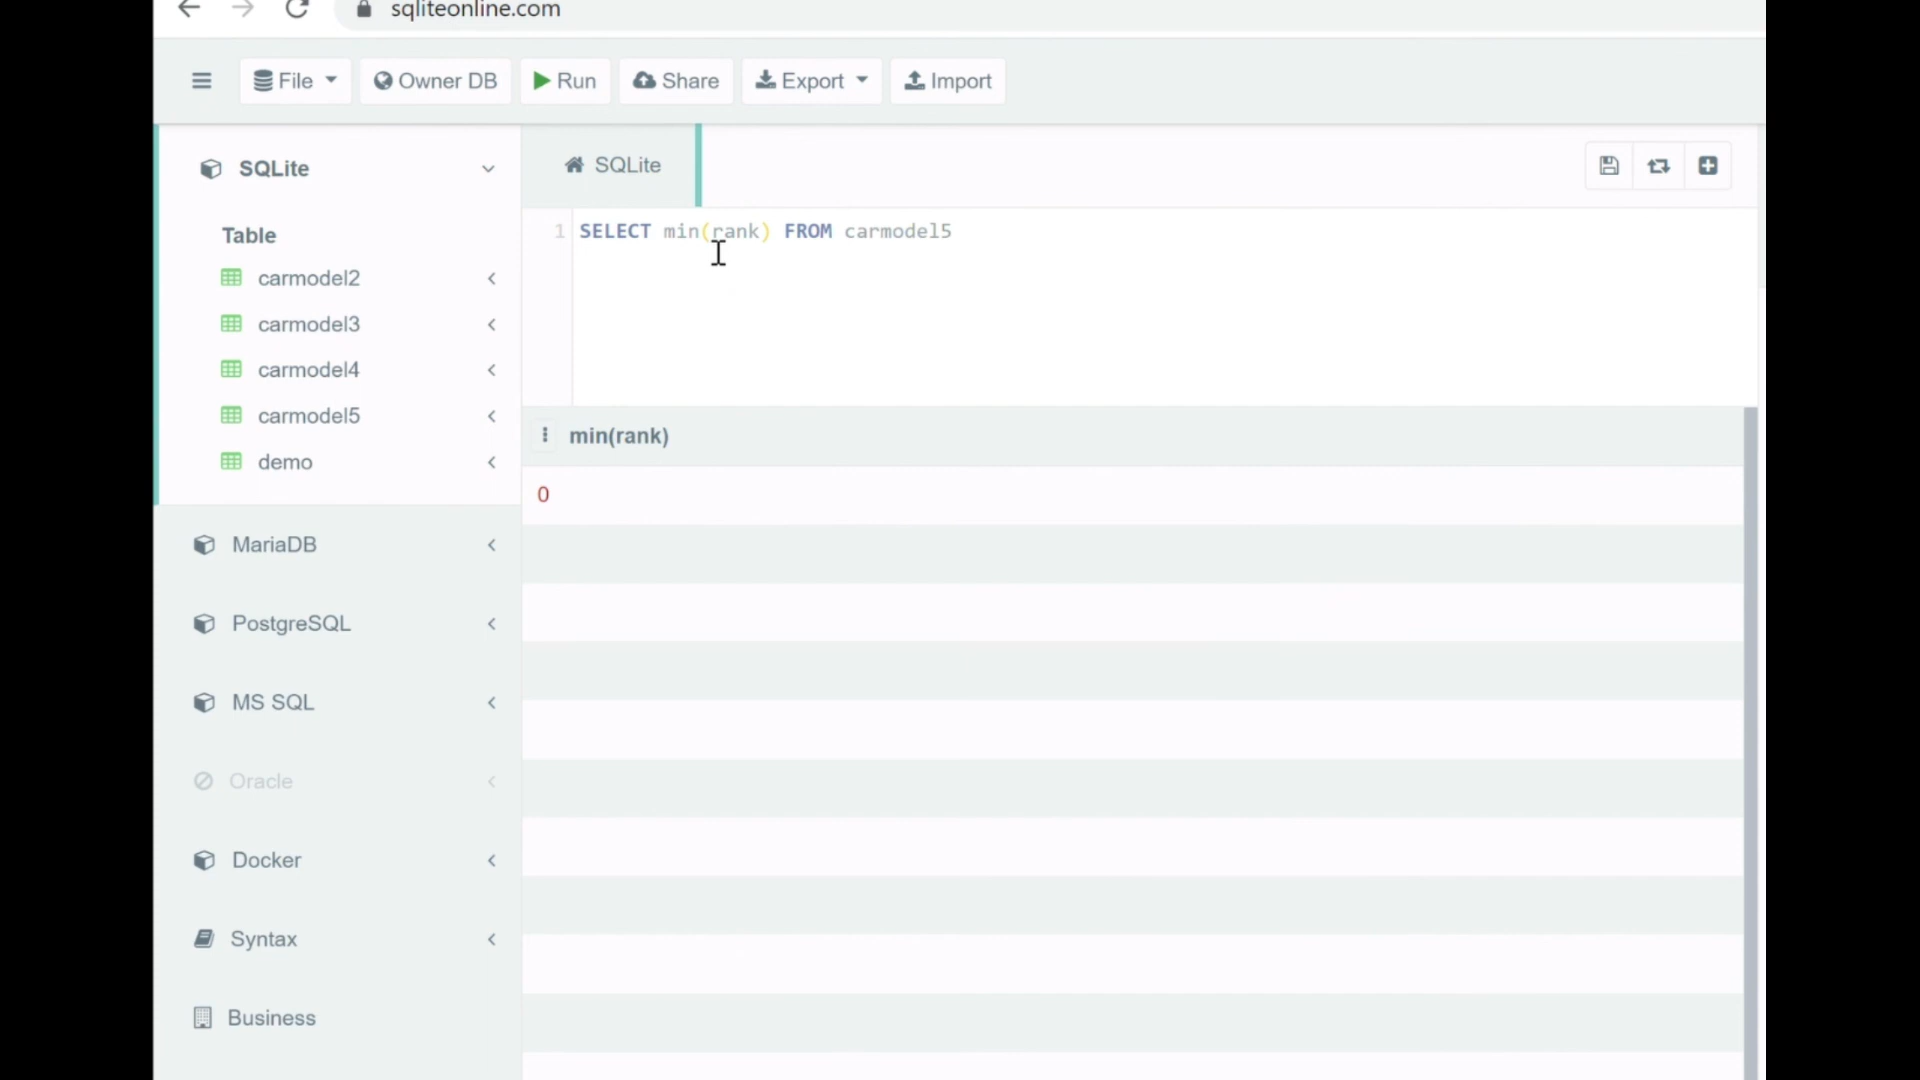 sqliteonline.com
File
Owner DB
Run
Share
Export
Import
SQLite
Table
carmodel2
carmodel3
carmodel4
carmodel5
demo
MariaDB
PostgreSQL
MS SQL
Oracle
Docker
Syntax
Business
SQLite
1 SELECT min(rank) FROM carmodel5
min(rank)
0